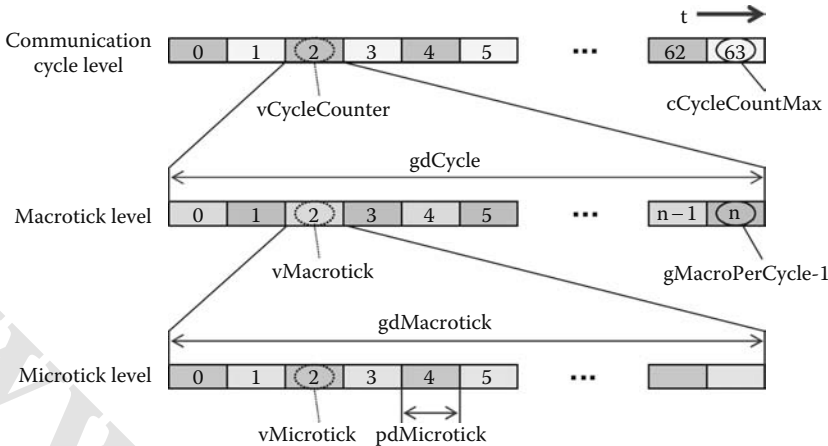 t
Communication
cycle level
0 1 2 3 4 5 ... 62 63
vCycleCounter
cCycleCountMax
gdCycle
Macrotick level
0 1 2 3 4 5 ... n – 1 n
vMacrotick
gMacroPerCycle-1
gdMacrotick
Microtick level
0 1 2 3 4 5 ...
vMicrotick pdMicrotick